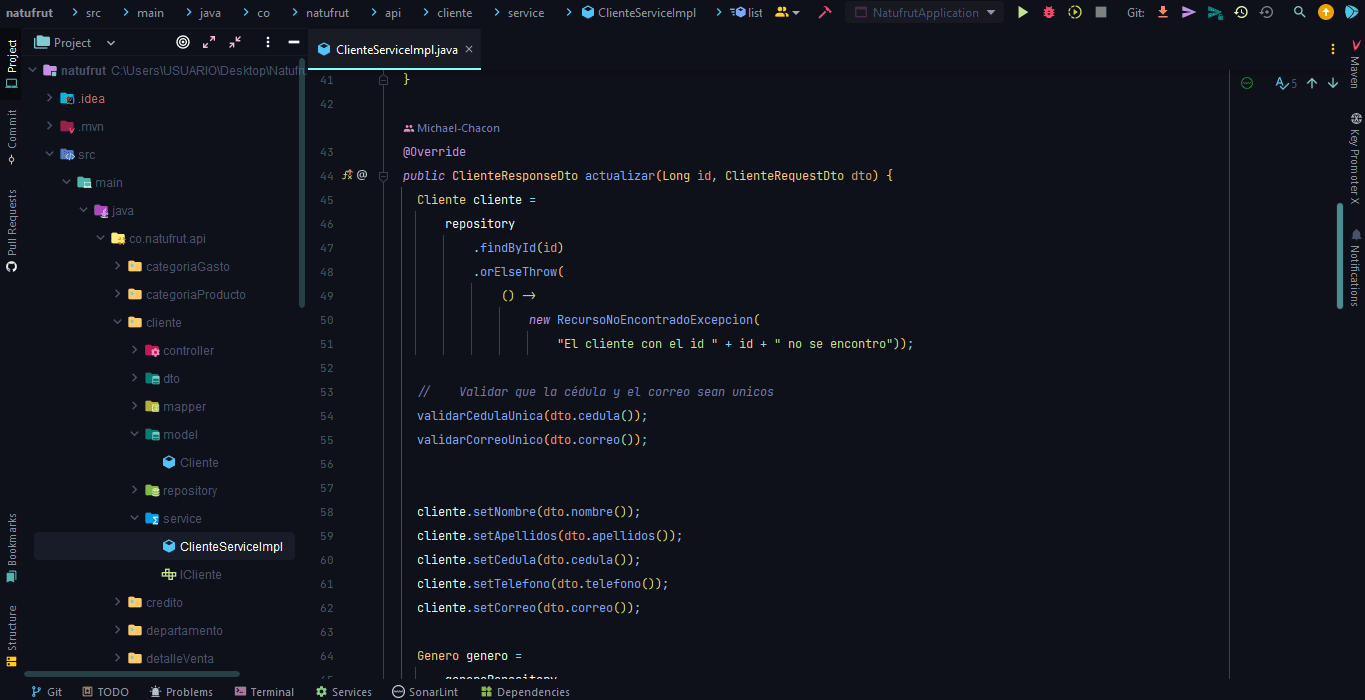 natufrut > src > main > java > co > natufrut > api > cliente > service > ClienteServiceImpl > list NatufrutApplication Git:
Project
ClienteServiceImpl.java
natufrut C:\Users\USUARIO\Desktop\Natufru
.idea
.mvn
src
main
java
co.natufrut.api
categoriaGasto
categoriaProducto
cliente
controller
dto
mapper
model
Cliente
repository
service
ClienteServiceImpl
ICliente
credito
departamento
detalleVenta
Project
Commit
Pull Requests
Bookmarks
Structure
41 }
42
Michael-Chacon
43 @Override
44 @ public ClienteResponseDto actualizar(Long id, ClienteRequestDto dto) {
45 Cliente cliente =
46 repository
47 .findById(id)
48 .orElseThrow(
49 () ->
50 new RecursoNoEncontradoExcepcion(
51 "El cliente con el id " + id + " no se encontro"));
52
53 // Validar que la cédula y el correo sean unicos
54 validarCedulaUnica(dto.cedula());
55 validarCorreoUnico(dto.correo());
56
57
58 cliente.setNombre(dto.nombre());
59 cliente.setApellidos(dto.apellidos());
60 cliente.setCedula(dto.cedula());
61 cliente.setTelefono(dto.telefono());
62 cliente.setCorreo(dto.correo());
63
64 Genero genero =
5
Maven
Key Promoter X
Notifications
Git TODO Problems Terminal Services SonarLint Dependencies